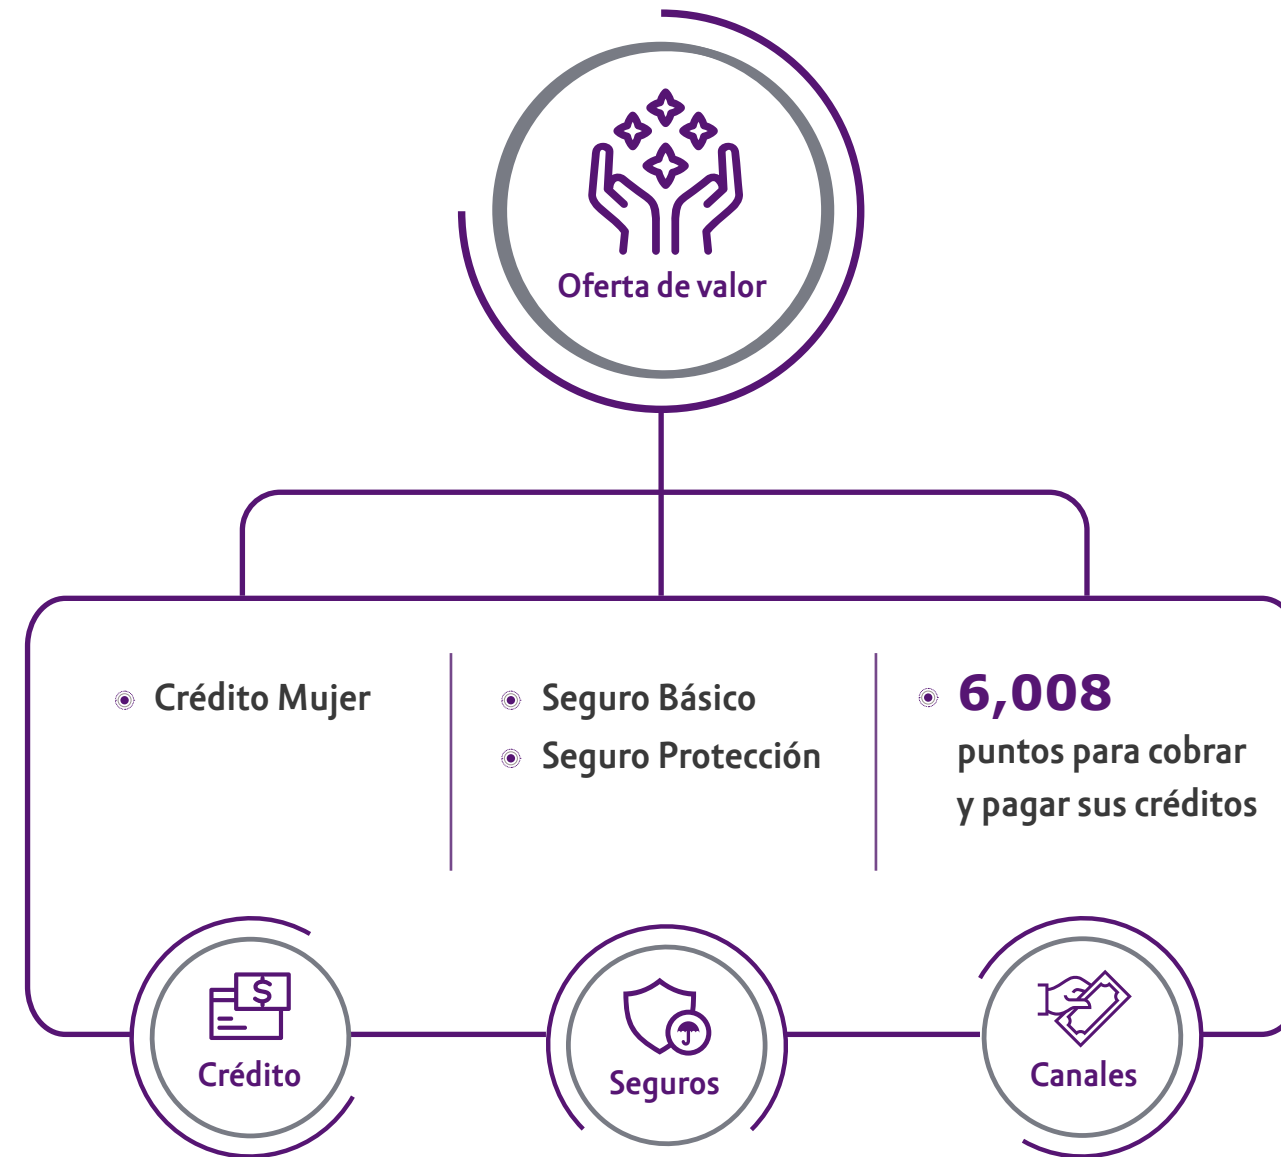 Oferta de valor
Crédito Mujer
Seguro Básico
Seguro Protección
6,008
puntos para cobrar
y pagar sus créditos
$
Crédito
Seguros
Canales